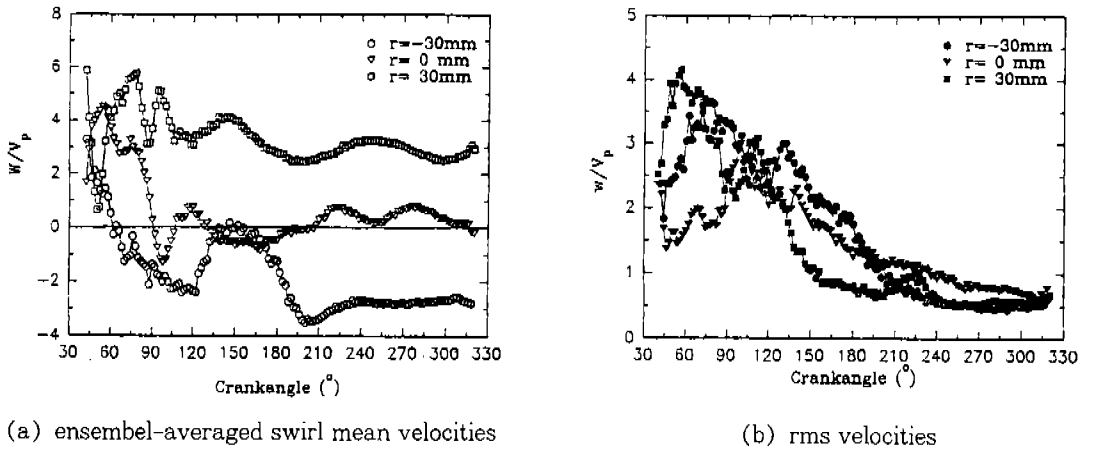 8
6
4
2
0
−2
−4
W/Vp
r=−30mm
r= 0 mm
r= 30mm
30 60 90 120 150 180 210 240 270 300 330
Crankangle (°)
(a) ensembel-averaged swirl mean velocities
5
4
3
2
1
0
w/Vp
r=−30mm
r= 0 mm
r= 30mm
30 60 90 120 150 180 210 240 270 300 330
Crankangle (°)
(b) rms velocities